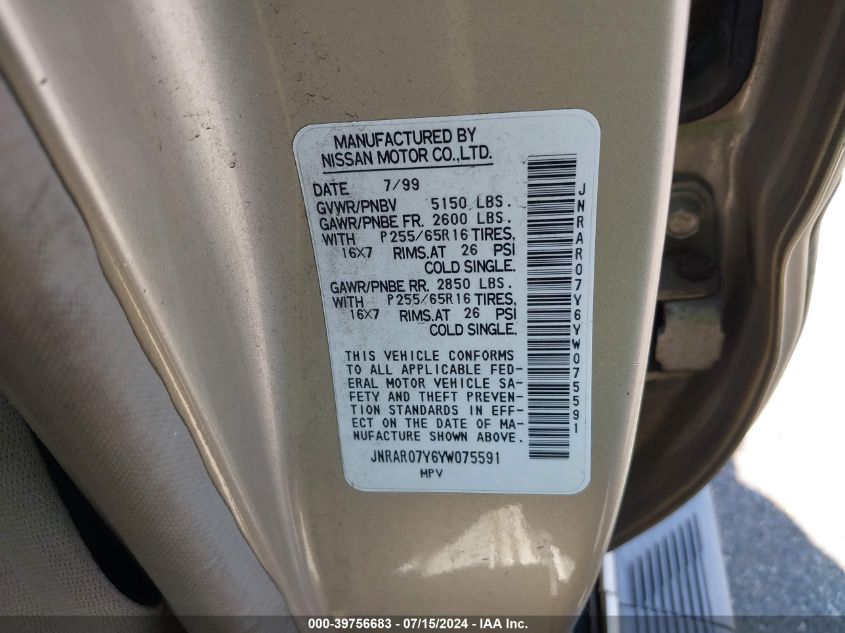 MANUFACTURED BY
NISSAN MOTOR CO.,LTD.
DATE 7/99
GVWR/PNBV 5150 LBS.
GAWR/PNBE FR. 2600 LBS.
WITH P255/65R16 TIRES,
16X7 RIMS.AT 26 PSI
COLD SINGLE.
GAWR/PNBE RR. 2850 LBS.
WITH P255/65R16 TIRES,
16X7 RIMS.AT 26 PSI
COLD SINGLE.
THIS VEHICLE CONFORMS
TO ALL APPLICABLE FED-
ERAL MOTOR VEHICLE SA-
FETY AND THEFT PREVEN-
TION STANDARDS IN EFF-
ECT ON THE DATE OF MA-
NUFACTURE SHOWN ABOVE.
JNRAR07Y6YW075591
MPV
JNRAR07Y6YW075591
000-39756683 - 07/15/2024 - IAA Inc.